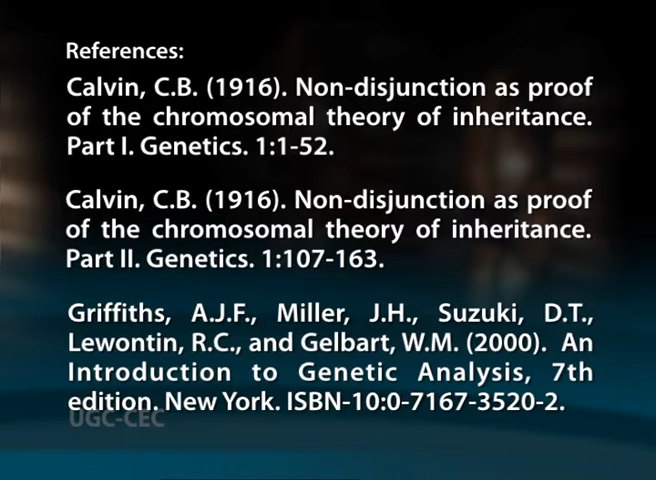 References:
Calvin, C.B. (1916). Non-disjunction as proof
of the chromosomal theory of inheritance.
Part I. Genetics. 1:1-52.
Calvin, C.B. (1916). Non-disjunction as proof
of the chromosomal theory of inheritance.
Part II. Genetics. 1:107-163.
Griffiths, A.J.F., Miller, J.H., Suzuki, D.T.,
Lewontin, R.C., and Gelbart, W.M. (2000). An
Introduction to Genetic Analysis, 7th
edition. New York. ISBN-10:0-7167-3520-2.
UGC-CEC